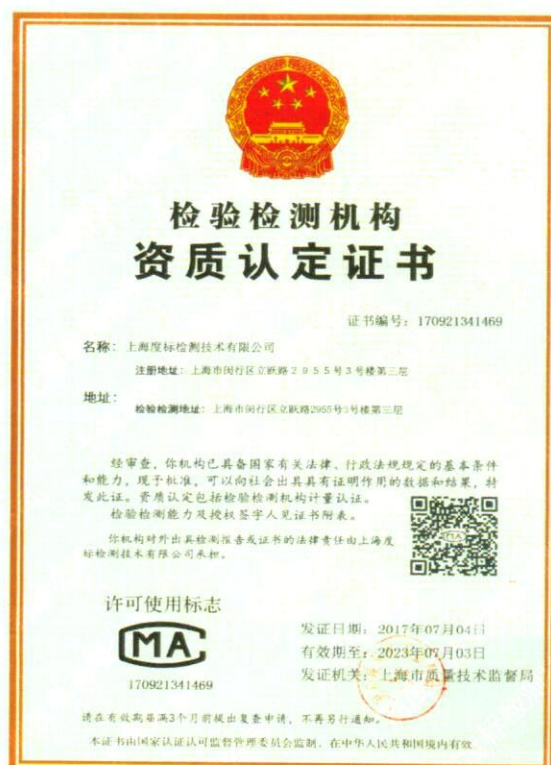 检验检测机构
资质认定证书
证书编号：170921341469
名称：上海度标检测技术有限公司
注册地址：上海市闵行区立跃路２９５５号３号楼第三层
地址：
检验检测地址：上海市闵行区立跃路2955号3号楼第三层
经审查，你机构已具备国家有关法律、行政法规规定的基本条件
和能力，现予批准，可以向社会出具具有证明作用的数据和结果，特
发此证。资质认定包括检验检测机构计量认证。
检验检测能力及授权签字人见证书附表。
你机构对外出具检测报告或证书的法律责任由上海度
标检测技术有限公司承担。
许可使用标志
MA
170921341469
发证日期：2017年07月04日
有效期至：2023年07月03日
发证机关：上海市质量技术监督局
请在有效期届满3个月前提出复查申请，不再另行通知。
本证书由国家认证认可监督管理委员会监制，在中华人民共和国境内有效